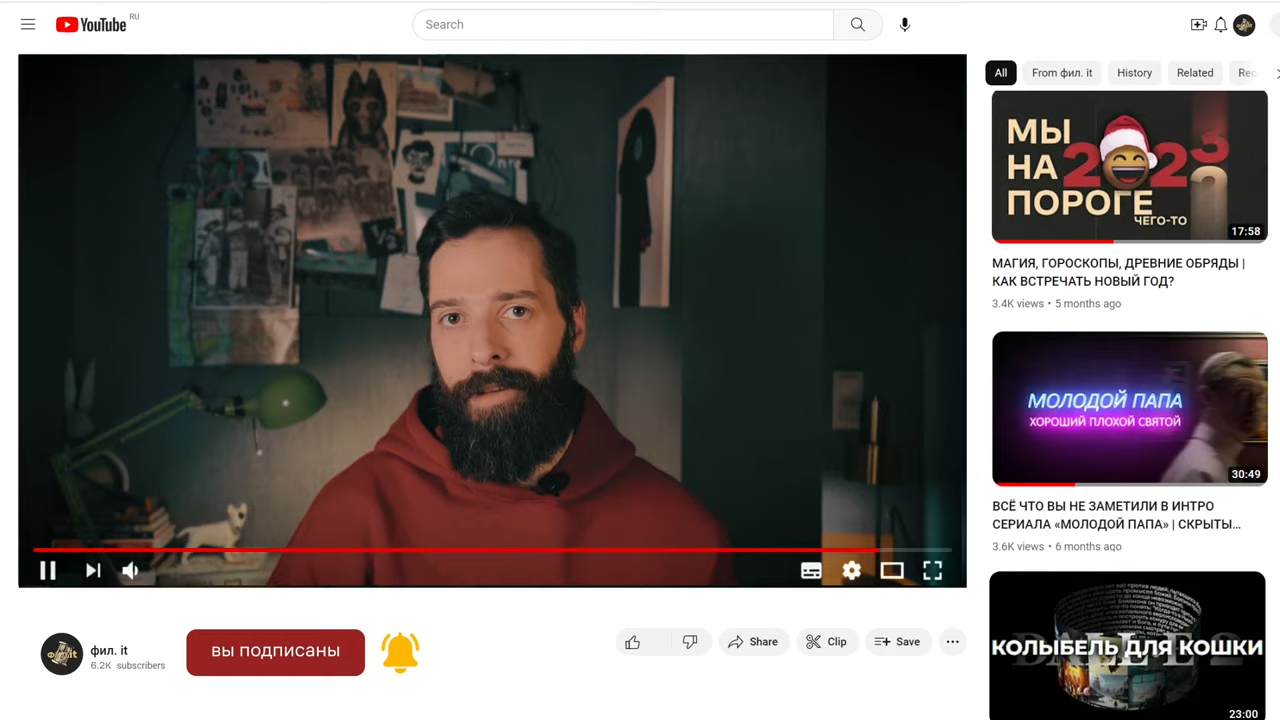 YouTube RU
Search
All
From фил. it
History
Related
МЫ
НА 2023
ПОРОГЕ
ЧЕГО-ТО
17:58
МАГИЯ, ГОРОСКОПЫ, ДРЕВНИЕ ОБРЯДЫ |
КАК ВСТРЕЧАТЬ НОВЫЙ ГОД?
3.4K views • 5 months ago
МОЛОДОЙ ПАПА
ХОРОШИЙ ПЛОХОЙ СВЯТОЙ
30:49
ВСЁ ЧТО ВЫ НЕ ЗАМЕТИЛИ В ИНТРО
СЕРИАЛА «МОЛОДОЙ ПАПА» | СКРЫТЫ...
3.6K views • 6 months ago
КОЛЫБЕЛЬ ДЛЯ КОШКИ
23:00
фил. it
6.2K subscribers
вы подписаны
Share
Clip
Save